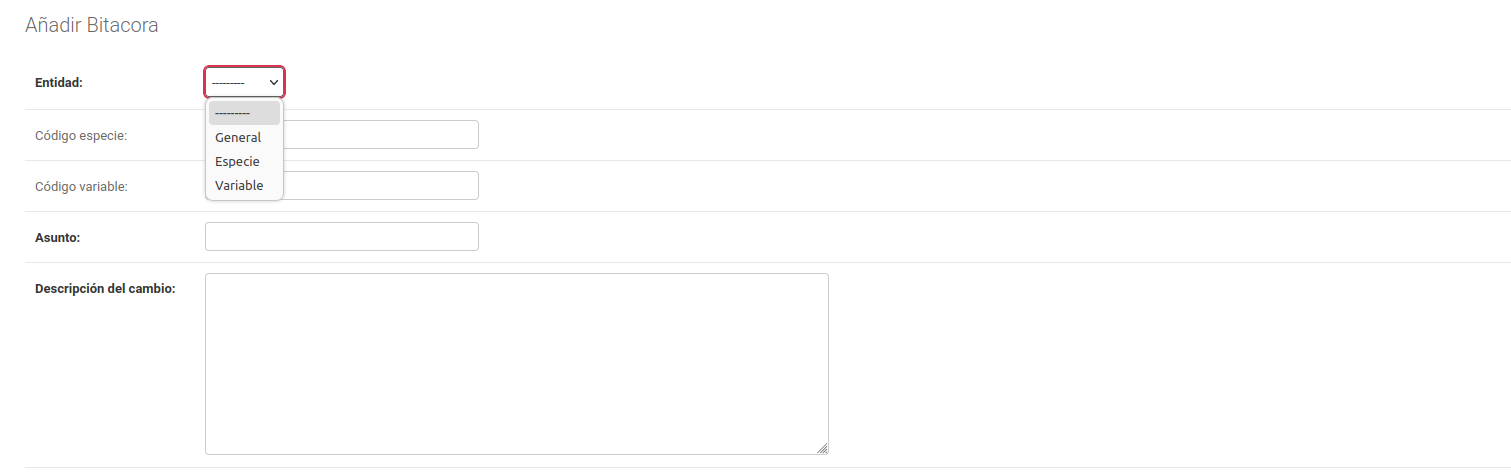 Añadir Bitacora
Entidad:
---------
---------
General
Especie
Variable
Código especie:
Código variable:
Asunto:
Descripción del cambio: